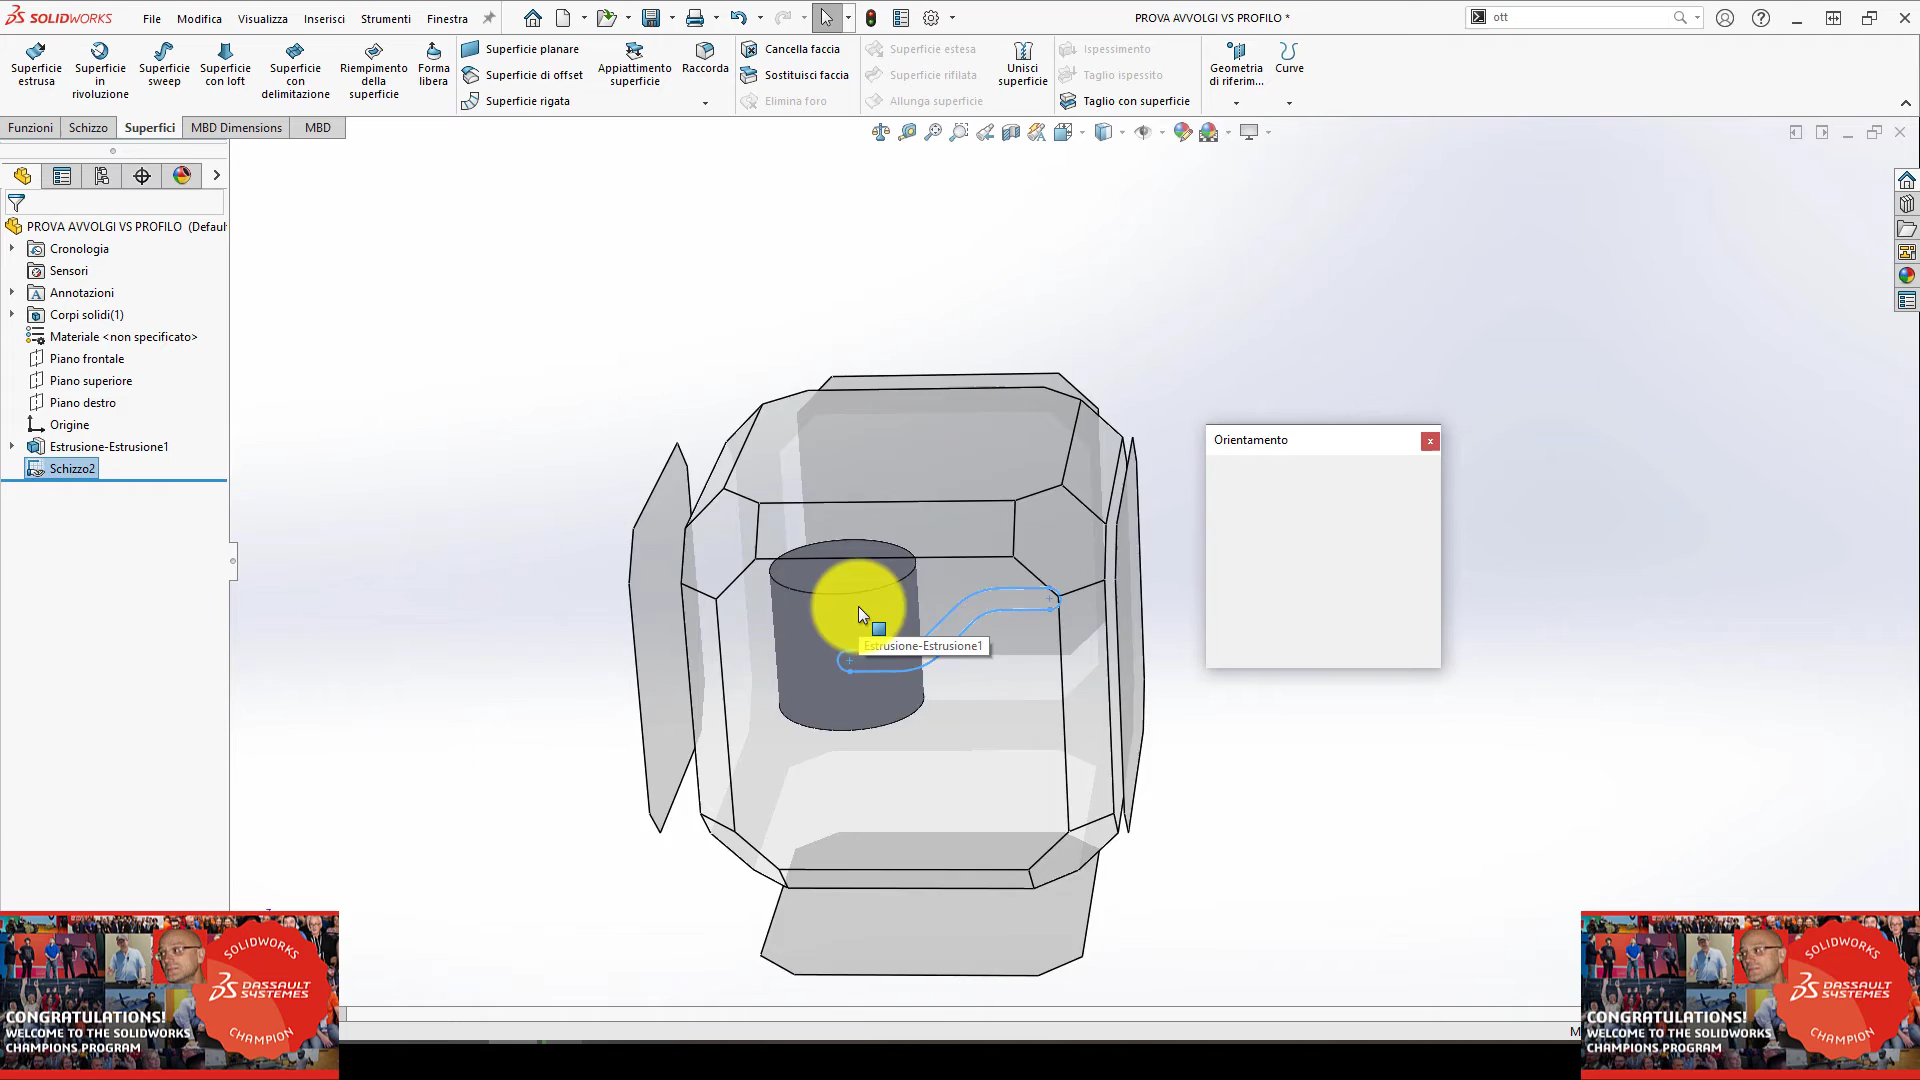 SOLIDWORKS
File
Modifica
Visualizza
Inserisci
Strumenti
Finestra
PROVA AVVOLGI VS PROFILO *
ott
Superficie estrusa
Superficie in rivoluzione
Superficie sweep
Superficie con loft
Superficie con delimitazione
Riempimento della superficie
Forma libera
Superficie planare
Superficie di offset
Superficie rigata
Appiattimento superficie
Raccorda
Cancella faccia
Sostituisci faccia
Elimina foro
Superficie estesa
Superficie rifilata
Allunga superficie
Unisci superficie
Ispessimento
Taglio ispessito
Taglio con superficie
Geometria di riferim...
Curve
Funzioni
Schizzo
Superfici
MBD Dimensions
MBD
PROVA AVVOLGI VS PROFILO (Defau
Cronologia
Sensori
Annotazioni
Corpi solidi(1)
Materiale <non specificato>
Piano frontale
Piano superiore
Piano destro
Origine
Estrusione-Estrusione1
Schizzo2
Orientamento
Estrusione-Estrusione1
SOLIDWORKS
DASSAULT SYSTEMES
CHAMPION
CONGRATULATIONS!
WELCOME TO THE SOLIDWORKS
CHAMPIONS PROGRAM
SOLIDWORKS
DASSAULT SYSTEMES
CHAMPION
CONGRATULATIONS!
WELCOME TO THE SOLIDWORKS
CHAMPIONS PROGRAM